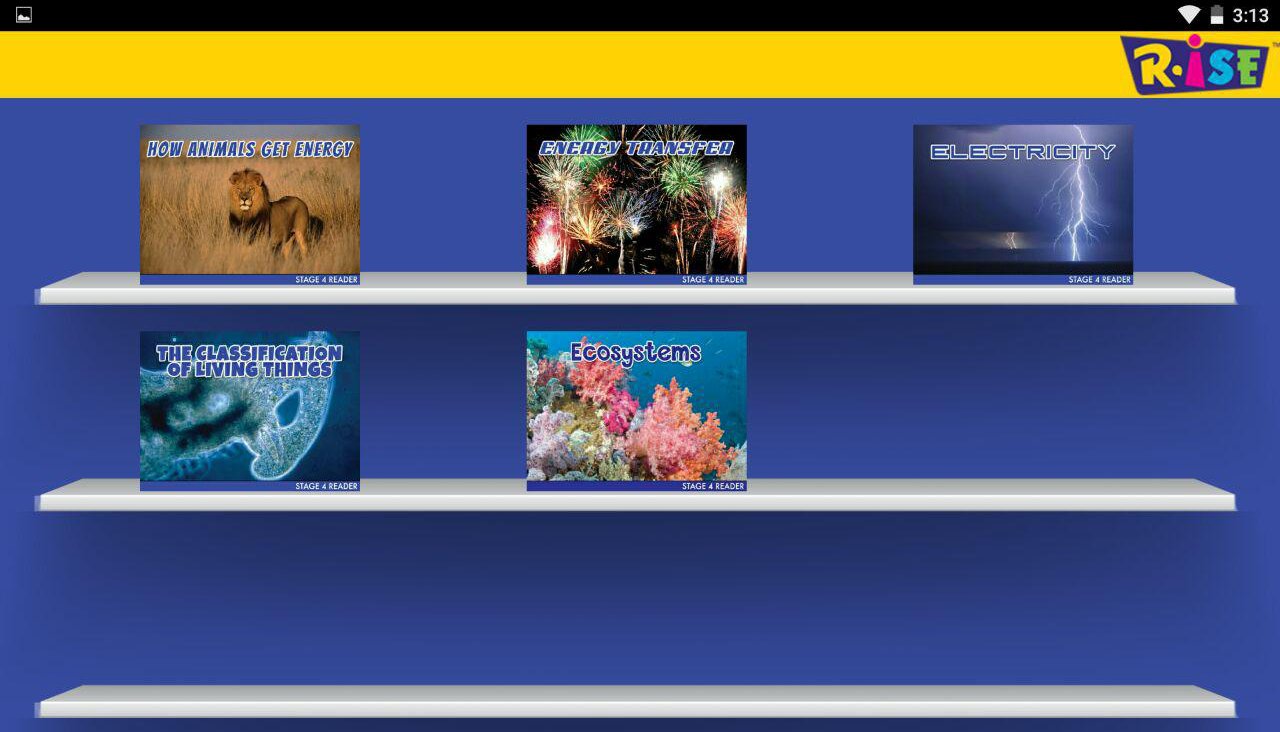 3:13
R·iSE
TM
HOW ANIMALS GET ENERGY
ENERGY TRANSFER
ELECTRICITY
STAGE 4 READER
STAGE 4 READER
STAGE 4 READER
THE CLASSIFICATION
OF LIVING THINGS
Ecosystems
STAGE 4 READER
STAGE 4 READER